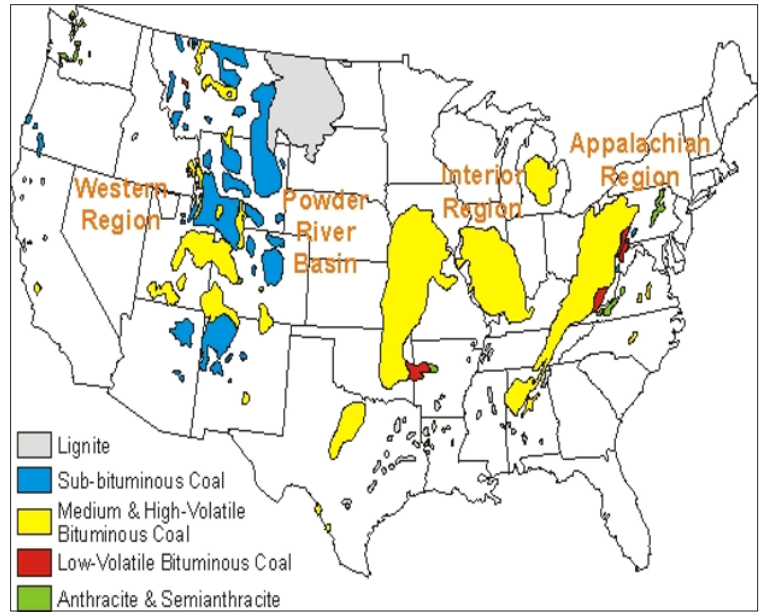 Appalachian
Region
Interior
Region
Western
Region
Powder
River
Basin
Lignite
Sub-bituminous Coal
Medium & High-Volatile
Bituminous Coal
Low-Volatile Bituminous Coal
Anthracite & Semianthracite